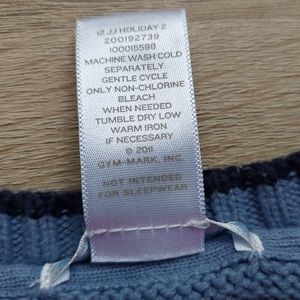 12 JJ HOLIDAY 2
200192739
100015598
MACHINE WASH COLD
SEPARATELY
GENTLE CYCLE
ONLY NON-CHLORINE
BLEACH
WHEN NEEDED
TUMBLE DRY LOW
WARM IRON
IF NECESSARY
© 2011
GYM-MARK, INC.
NOT INTENDED
FOR SLEEPWEAR